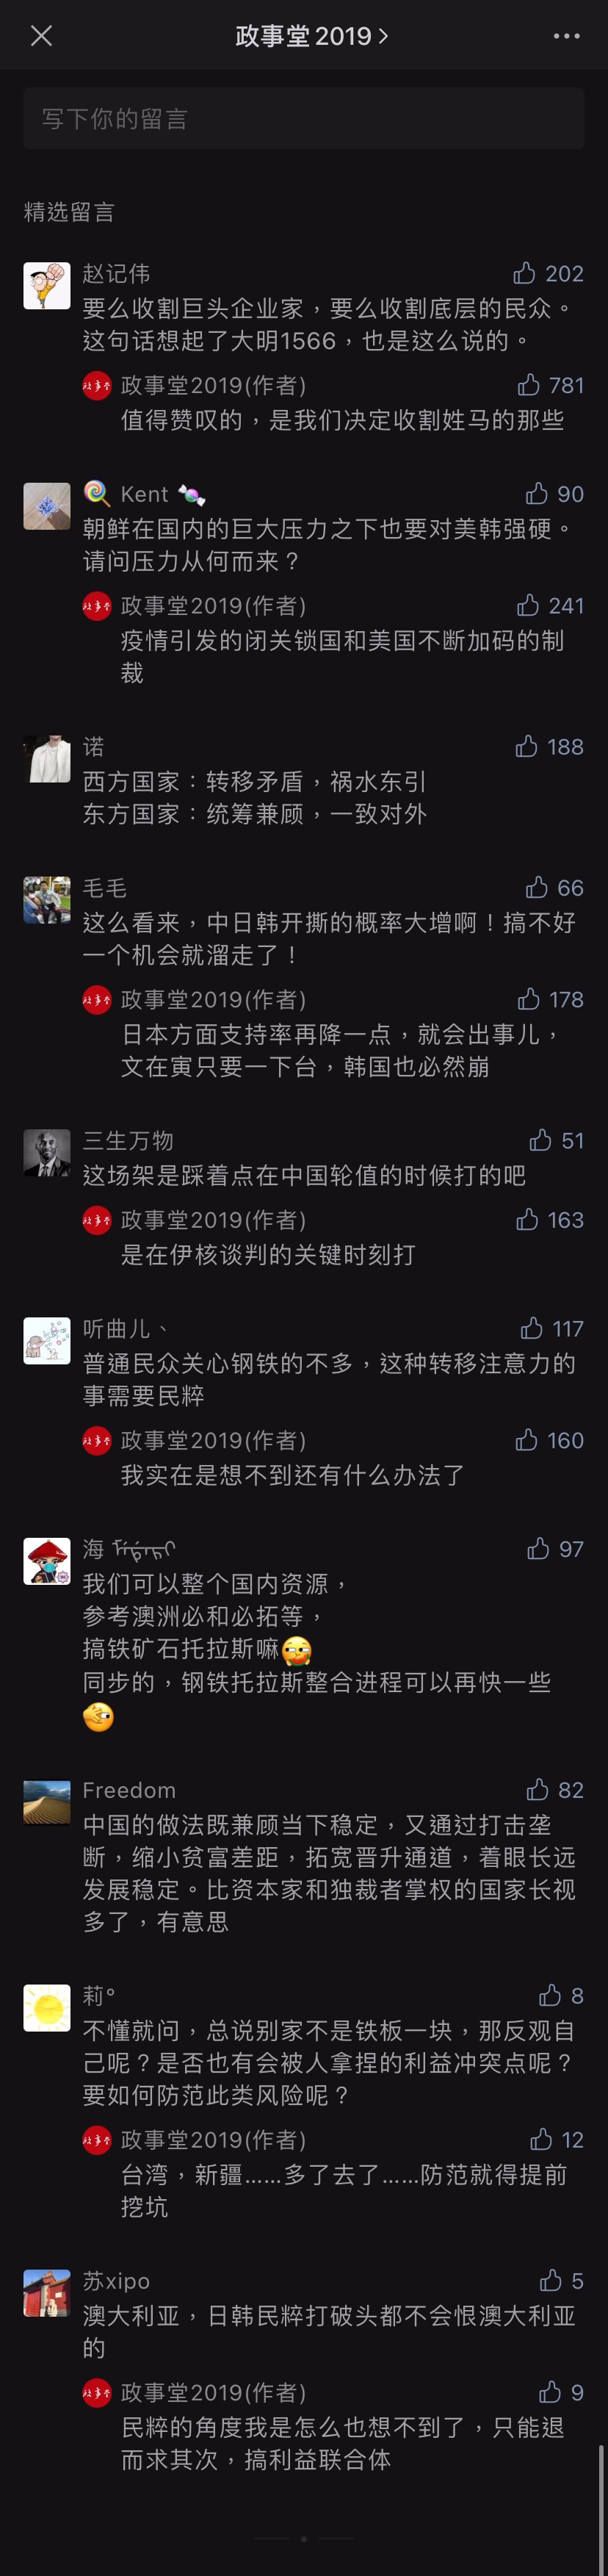 政事堂2019
写下你的留言
精选留言
赵记伟
202
要么收割巨头企业家，要么收割底层的民众。
这句话想起了大明1566，也是这么说的。
政事堂2019(作者)
781
值得赞叹的，是我们决定收割姓马的那些
Kent
90
朝鲜在国内的巨大压力之下也要对美韩强硬。
请问压力从何而来？
政事堂2019(作者)
241
疫情引发的闭关锁国和美国不断加码的制
裁
诺
188
西方国家：转移矛盾，祸水东引
东方国家：统筹兼顾，一致对外
毛毛
66
这么看来，中日韩开撕的概率大增啊！搞不好
一个机会就溜走了！
政事堂2019(作者)
178
日本方面支持率再降一点，就会出事儿，
文在寅只要一下台，韩国也必然崩
三生万物
51
这场架是踩着点在中国轮值的时候打的吧
政事堂2019(作者)
163
是在伊核谈判的关键时刻打
听曲儿、
117
普通民众关心钢铁的不多，这种转移注意力的
事需要民粹
政事堂2019(作者)
160
我实在是想不到还有什么办法了
海
97
我们可以整个国内资源，
参考澳洲必和必拓等，
搞铁矿石托拉斯嘛
同步的，钢铁托拉斯整合进程可以再快一些
Freedom
82
中国的做法既兼顾当下稳定，又通过打击垄
断，缩小贫富差距，拓宽晋升通道，着眼长远
发展稳定。比资本家和独裁者掌权的国家长视
多了，有意思
莉°
8
不懂就问，总说别家不是铁板一块，那反观自
己呢？是否也有会被人拿捏的利益冲突点呢？
要如何防范此类风险呢？
政事堂2019(作者)
12
台湾，新疆……多了去了……防范就得提前
挖坑
苏xipo
5
澳大利亚，日韩民粹打破头都不会恨澳大利亚
的
政事堂2019(作者)
9
民粹的角度我是怎么也想不到了，只能退
而求其次，搞利益联合体